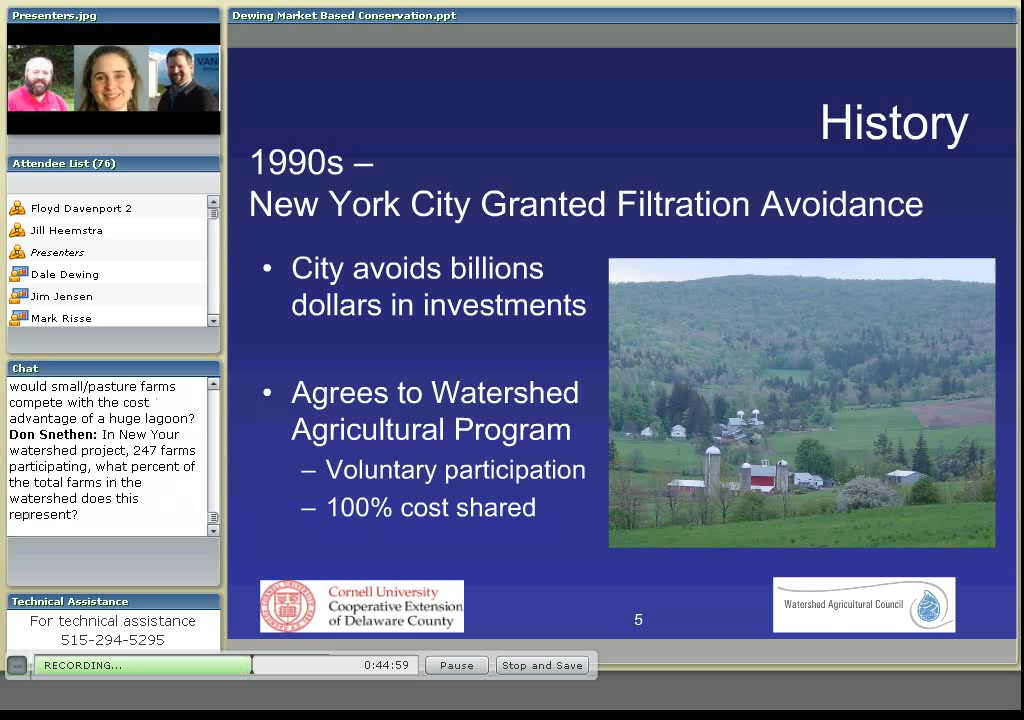 Presenters.jpg
VAN
Attendee List (76)
Floyd Davenport 2
Jill Heemstra
Presenters
Dale Dewing
Jim Jensen
Mark Risse
Chat
would small/pasture farms
compete with the cost
advantage of a huge lagoon?
Don Snethen: In New Your
watershed project, 247 farms
participating, what percent of
the total farms in the
watershed does this
represent?
Technical Assistance
For technical assistance
515-294-5295
RECORDING...
0:44:59
Pause
Stop and Save
Dewing Market Based Conservation.ppt
History
1990s –
New York City Granted Filtration Avoidance
• City avoids billions
dollars in investments
• Agrees to Watershed
Agricultural Program
– Voluntary participation
– 100% cost shared
Cornell University
Cooperative Extension
of Delaware County
5
Watershed Agricultural Council